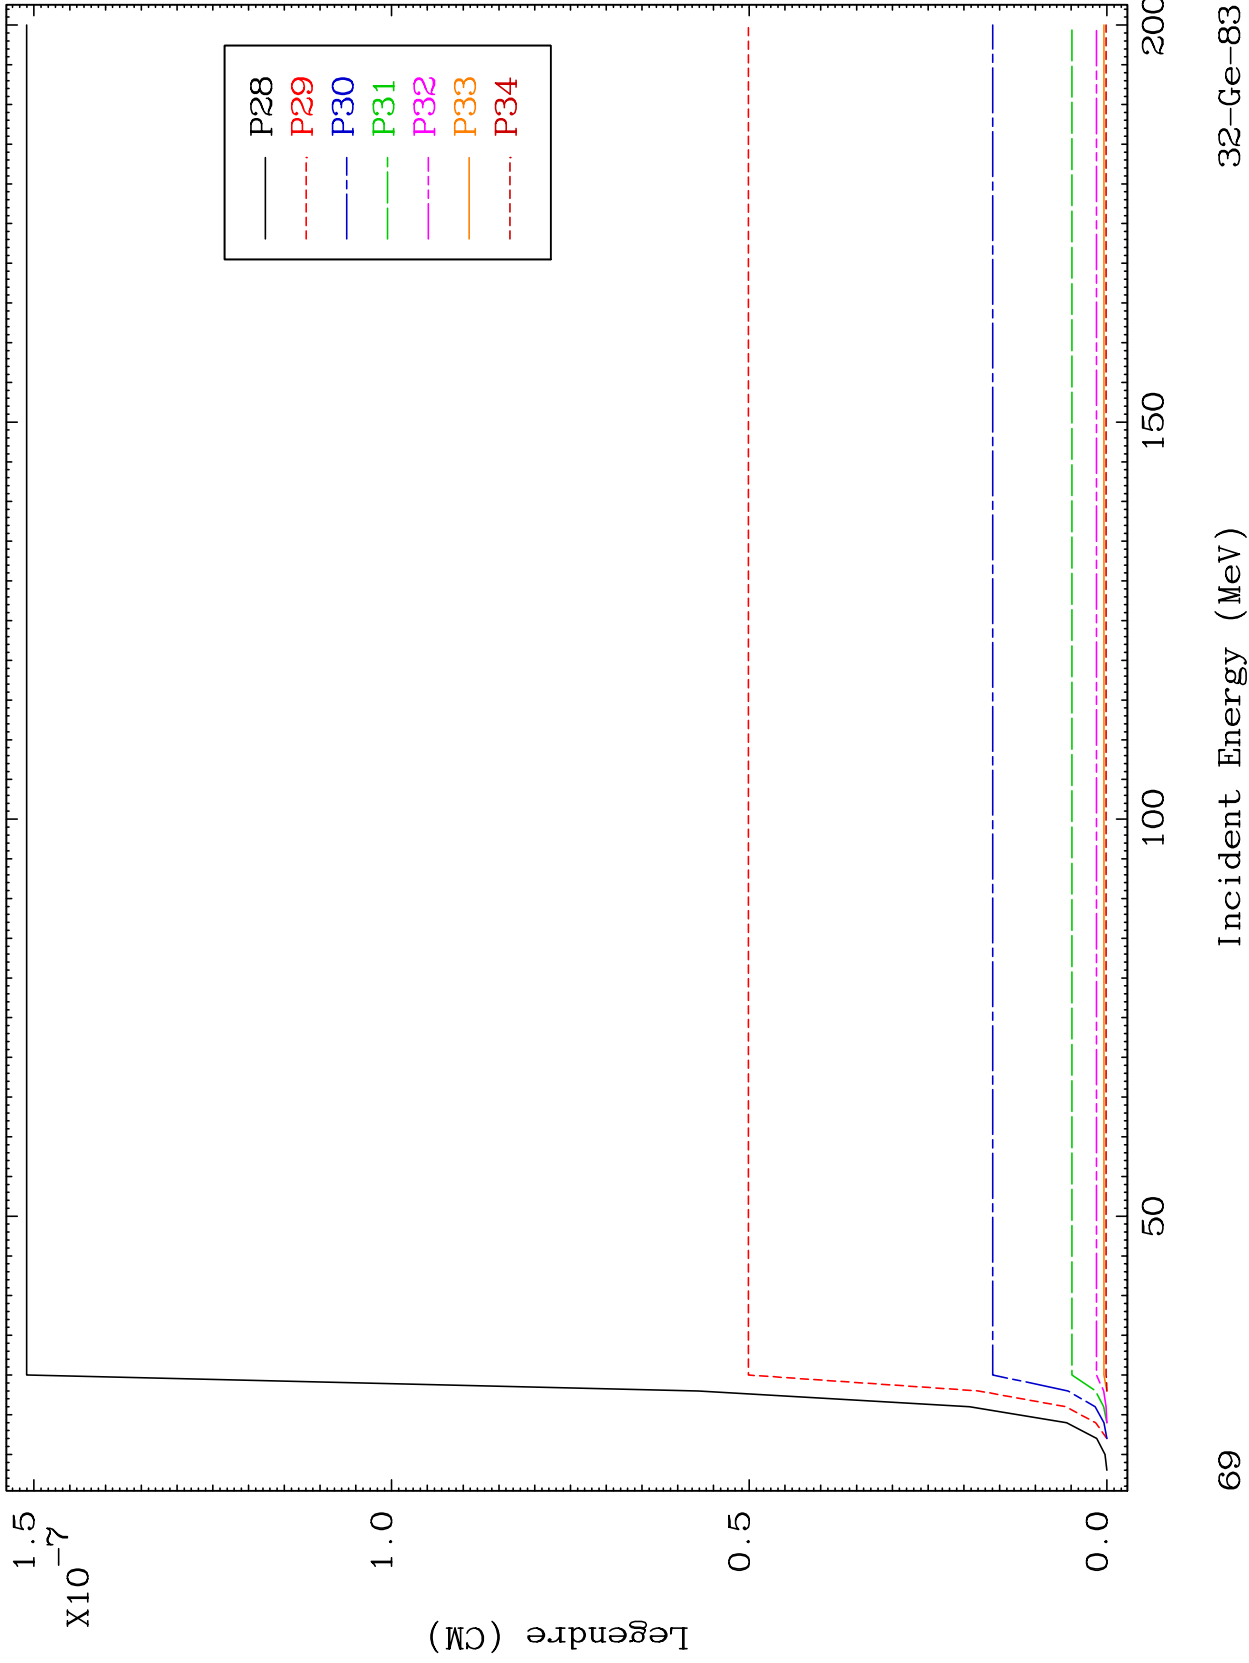 1.5
X10-7
1.0
0.5
0.0
Legendre (CM)
P28
P29
P30
P31
P32
P33
P34
50
100
150
200
Incident Energy (MeV)
69
32-Ge-83